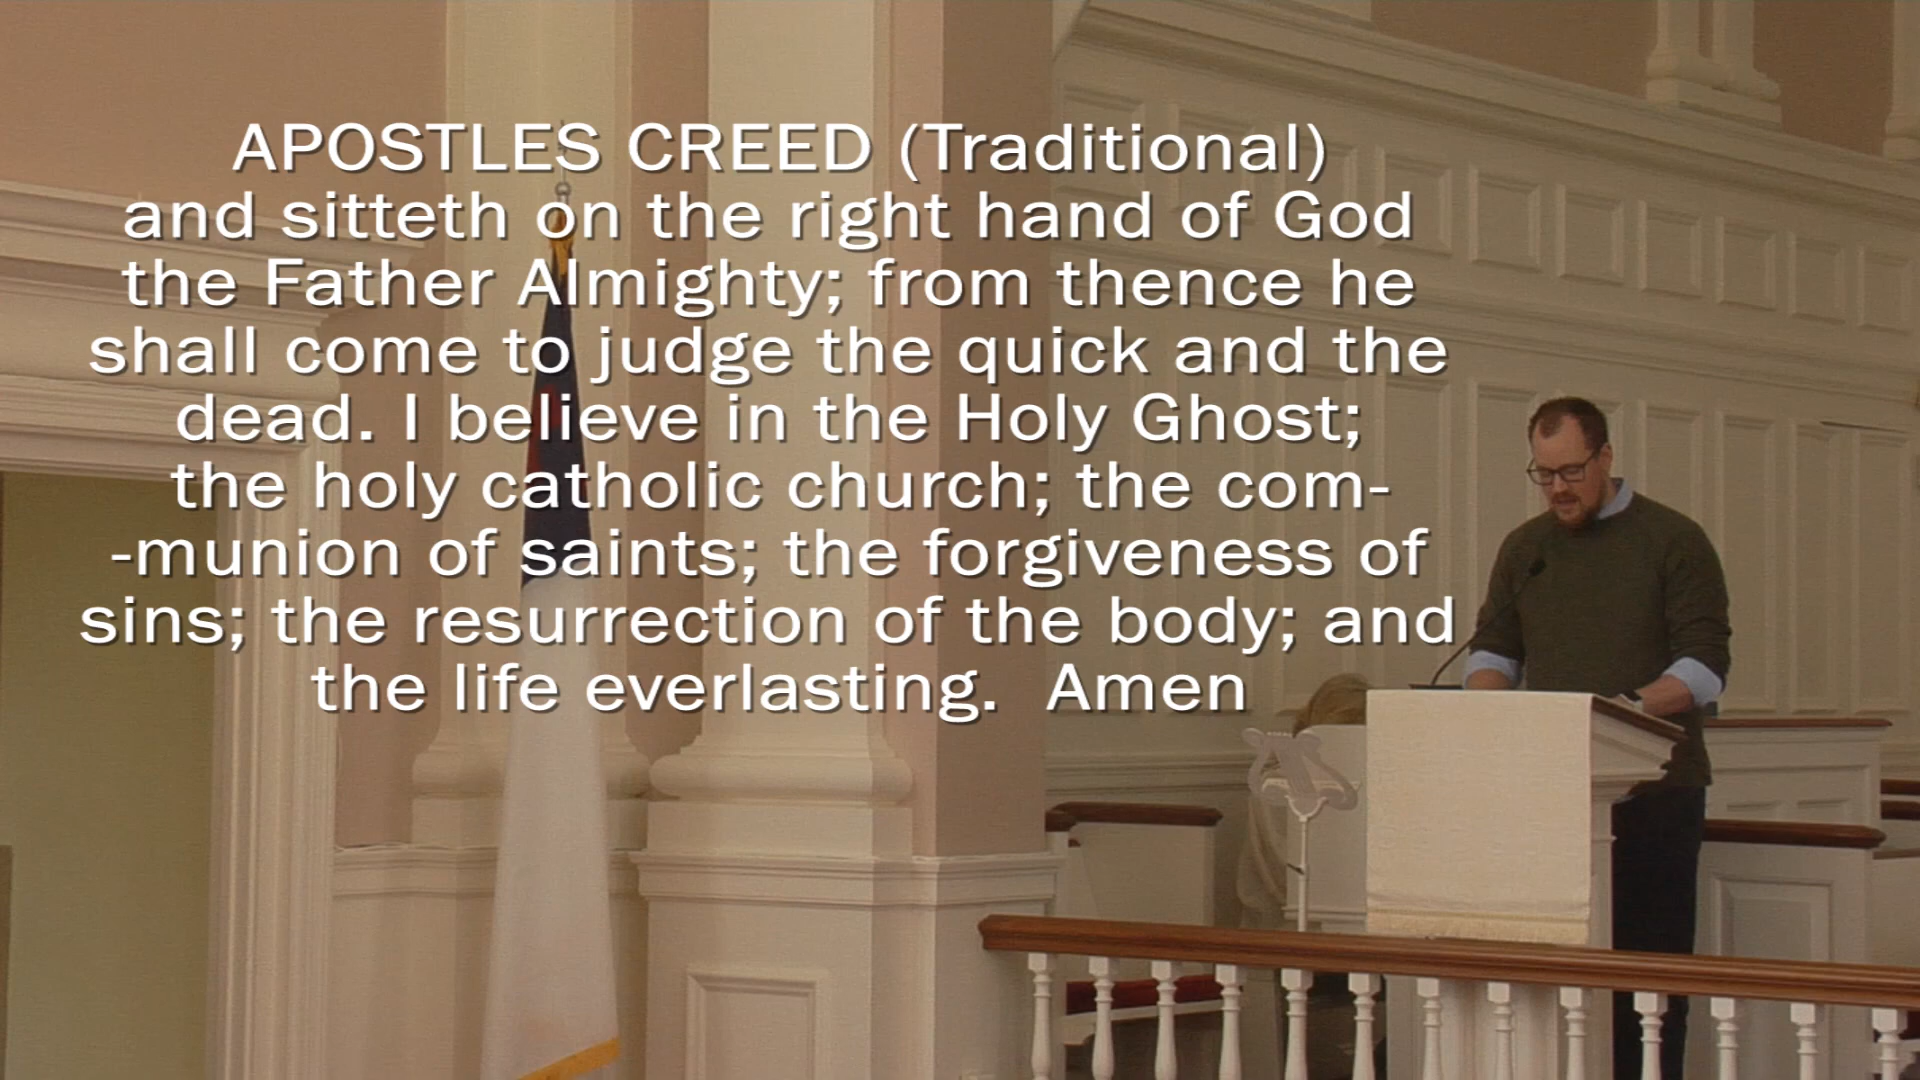 APOSTLES CREED (Traditional)
and sitteth on the right hand of God
the Father Almighty; from thence he
shall come to judge the quick and the
dead. I believe in the Holy Ghost;
the holy catholic church; the com-
-munion of saints; the forgiveness of
sins; the resurrection of the body; and
the life everlasting.  Amen